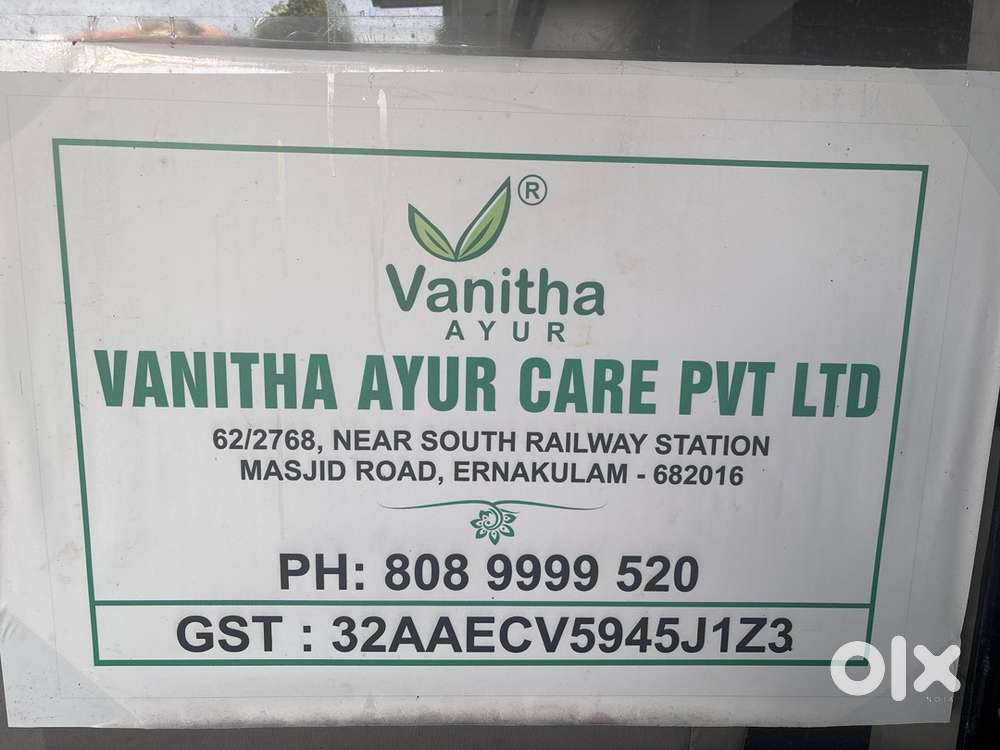 ®
Vanitha
AYUR
VANITHA AYUR CARE PVT LTD
62/2768, NEAR SOUTH RAILWAY STATION
MASJID ROAD, ERNAKULAM - 682016
PH: 808 9999 520
GST : 32AAECV5945J1Z3
olx